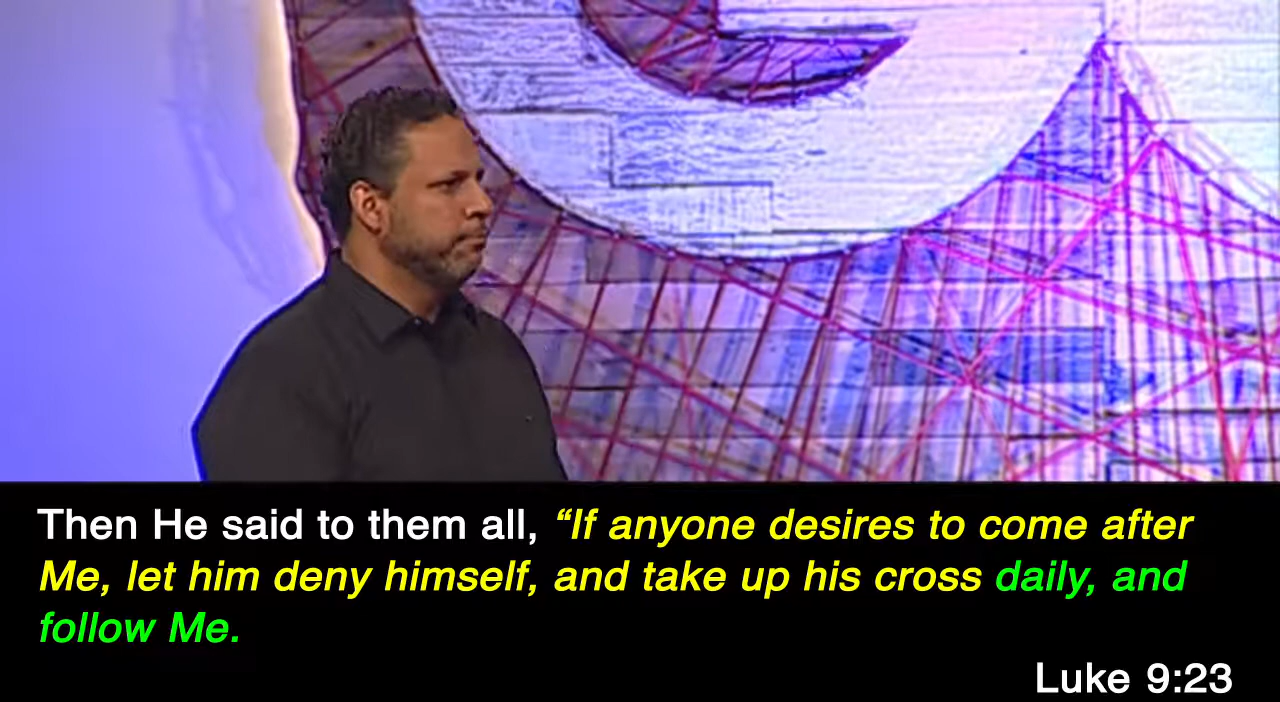 Then He said to them all, “If anyone desires to come after
Me, let him deny himself, and take up his cross daily, and
follow Me.
Luke 9:23